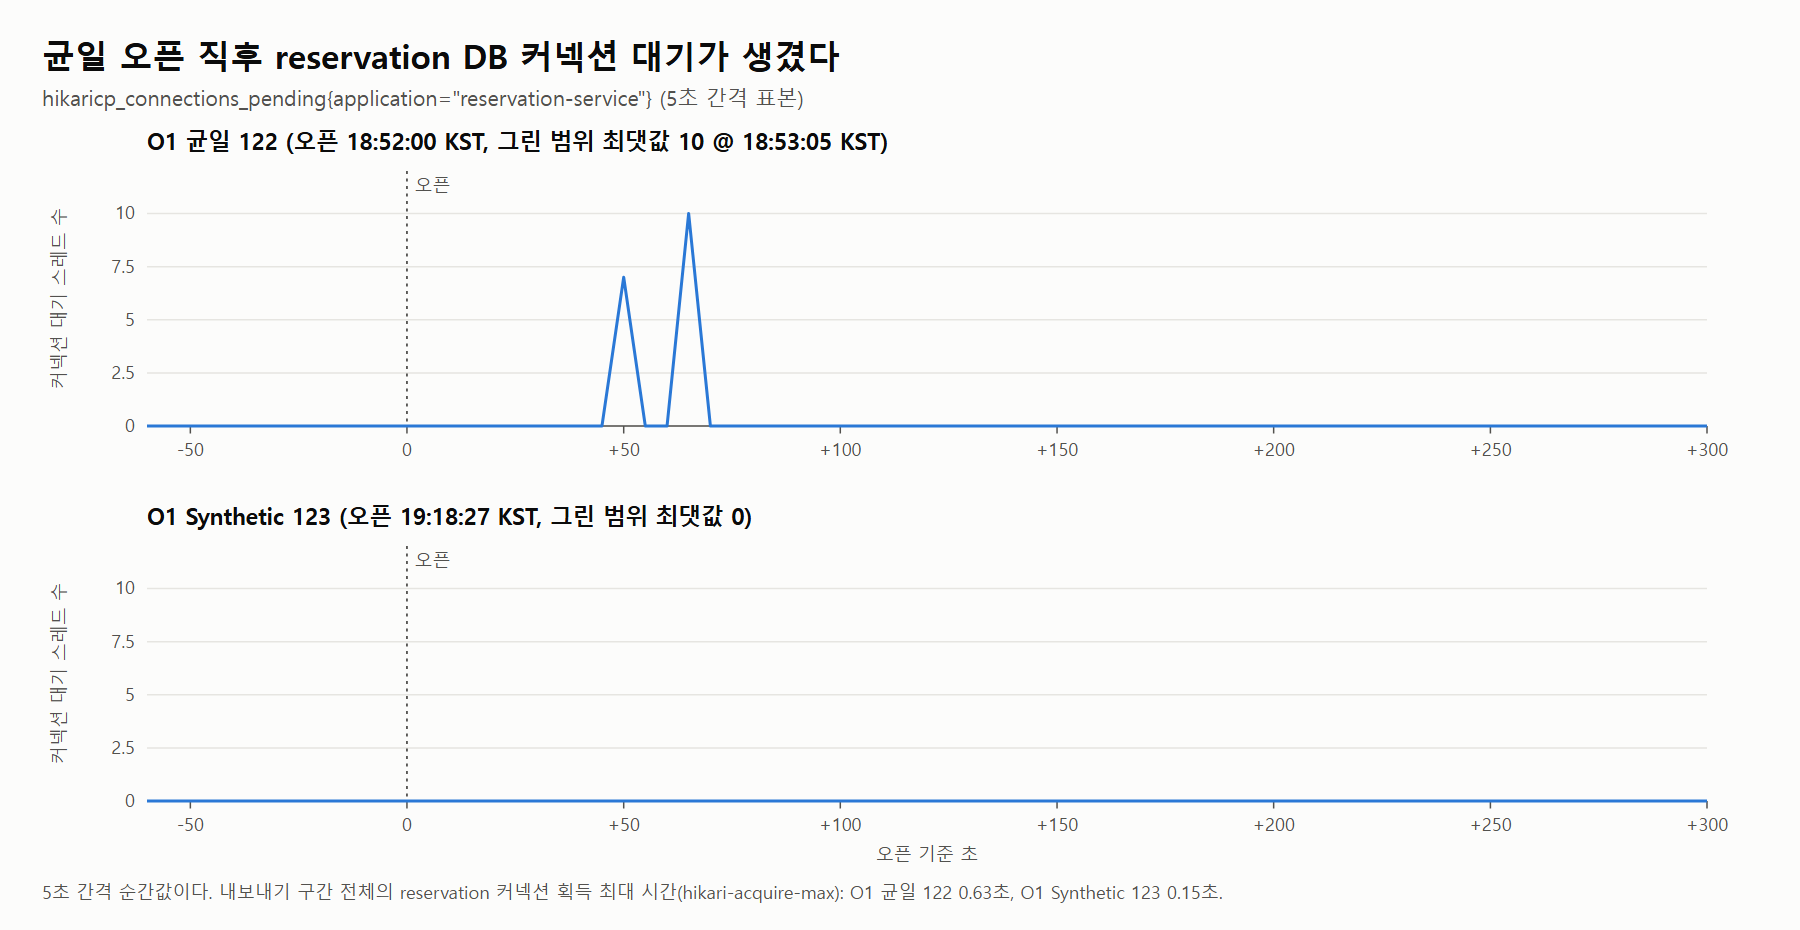 균일 오픈 직후 reservation DB 커넥션 대기가 생겼다
hikaricp_connections_pending{application="reservation-service"} (5초 간격 표본)
O1 균일 122 (오픈 18:52:00 KST, 그린 범위 최댓값 10 @ 18:53:05 KST)
오픈
커넥션 대기 스레드 수
10
7.5
5
2.5
0
-50 0 +50 +100 +150 +200 +250 +300
O1 Synthetic 123 (오픈 19:18:27 KST, 그린 범위 최댓값 0)
오픈
커넥션 대기 스레드 수
10
7.5
5
2.5
0
-50 0 +50 +100 +150 +200 +250 +300
오픈 기준 초
5초 간격 순간값이다. 내보내기 구간 전체의 reservation 커넥션 획득 최대 시간(hikari-acquire-max): O1 균일 122 0.63초, O1 Synthetic 123 0.15초.